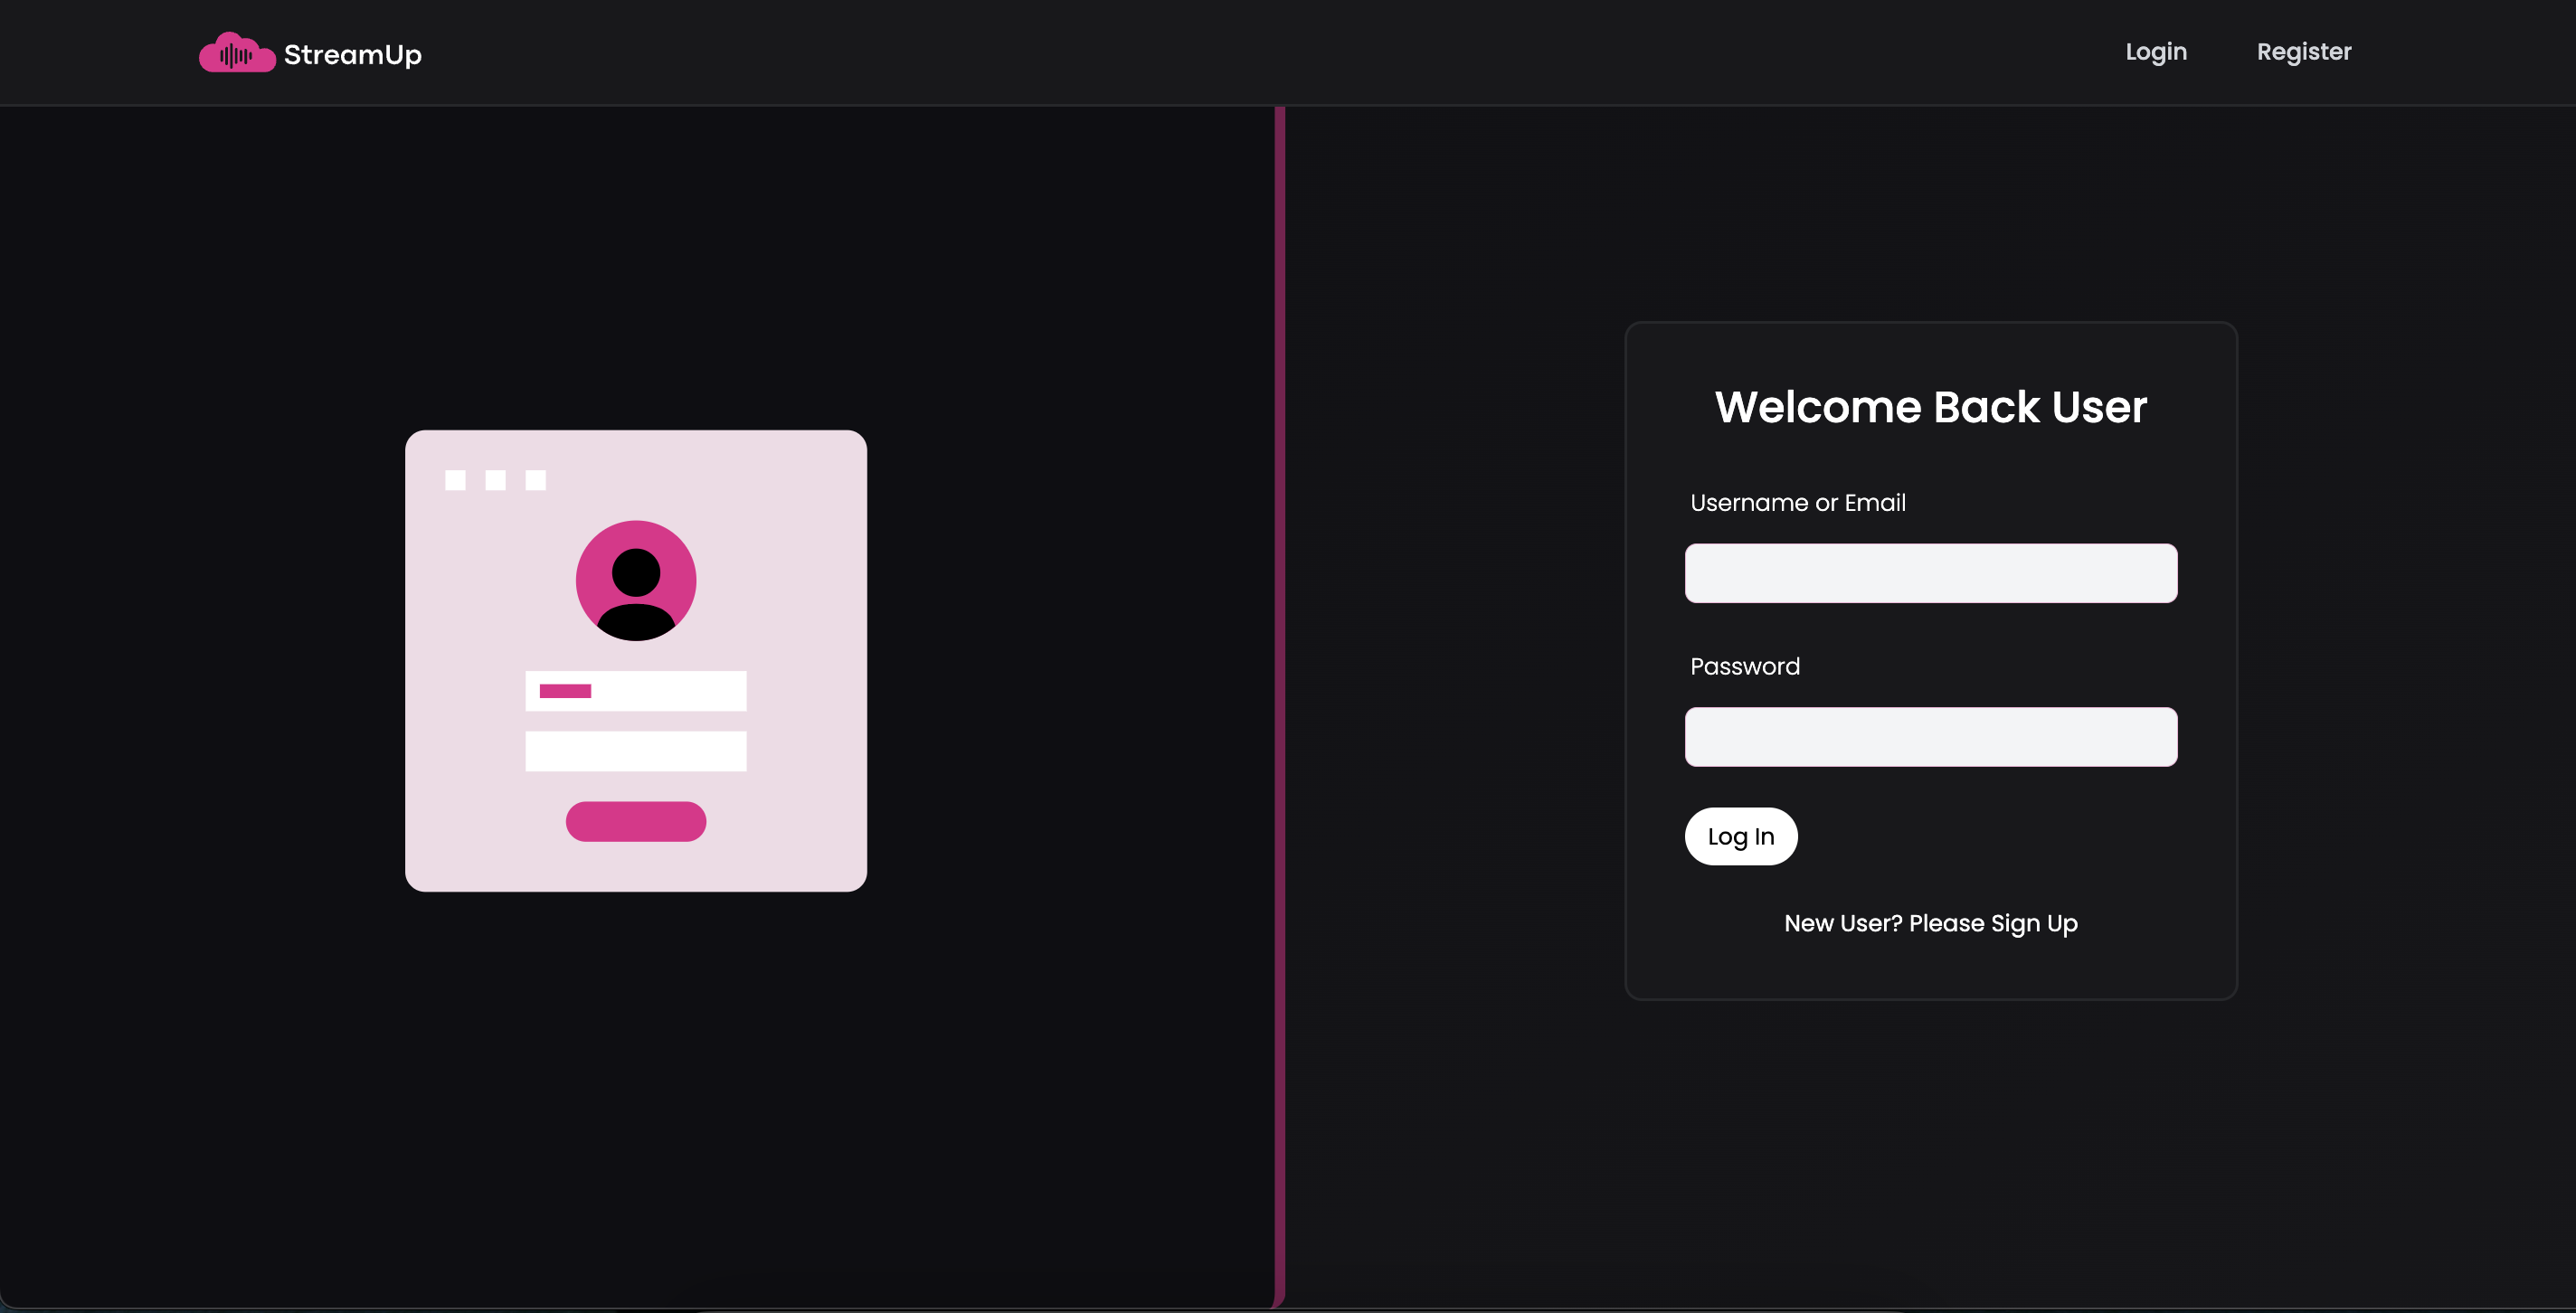 StreamUp
Login
Register
Welcome Back User
Username or Email
Password
Log In
New User? Please Sign Up